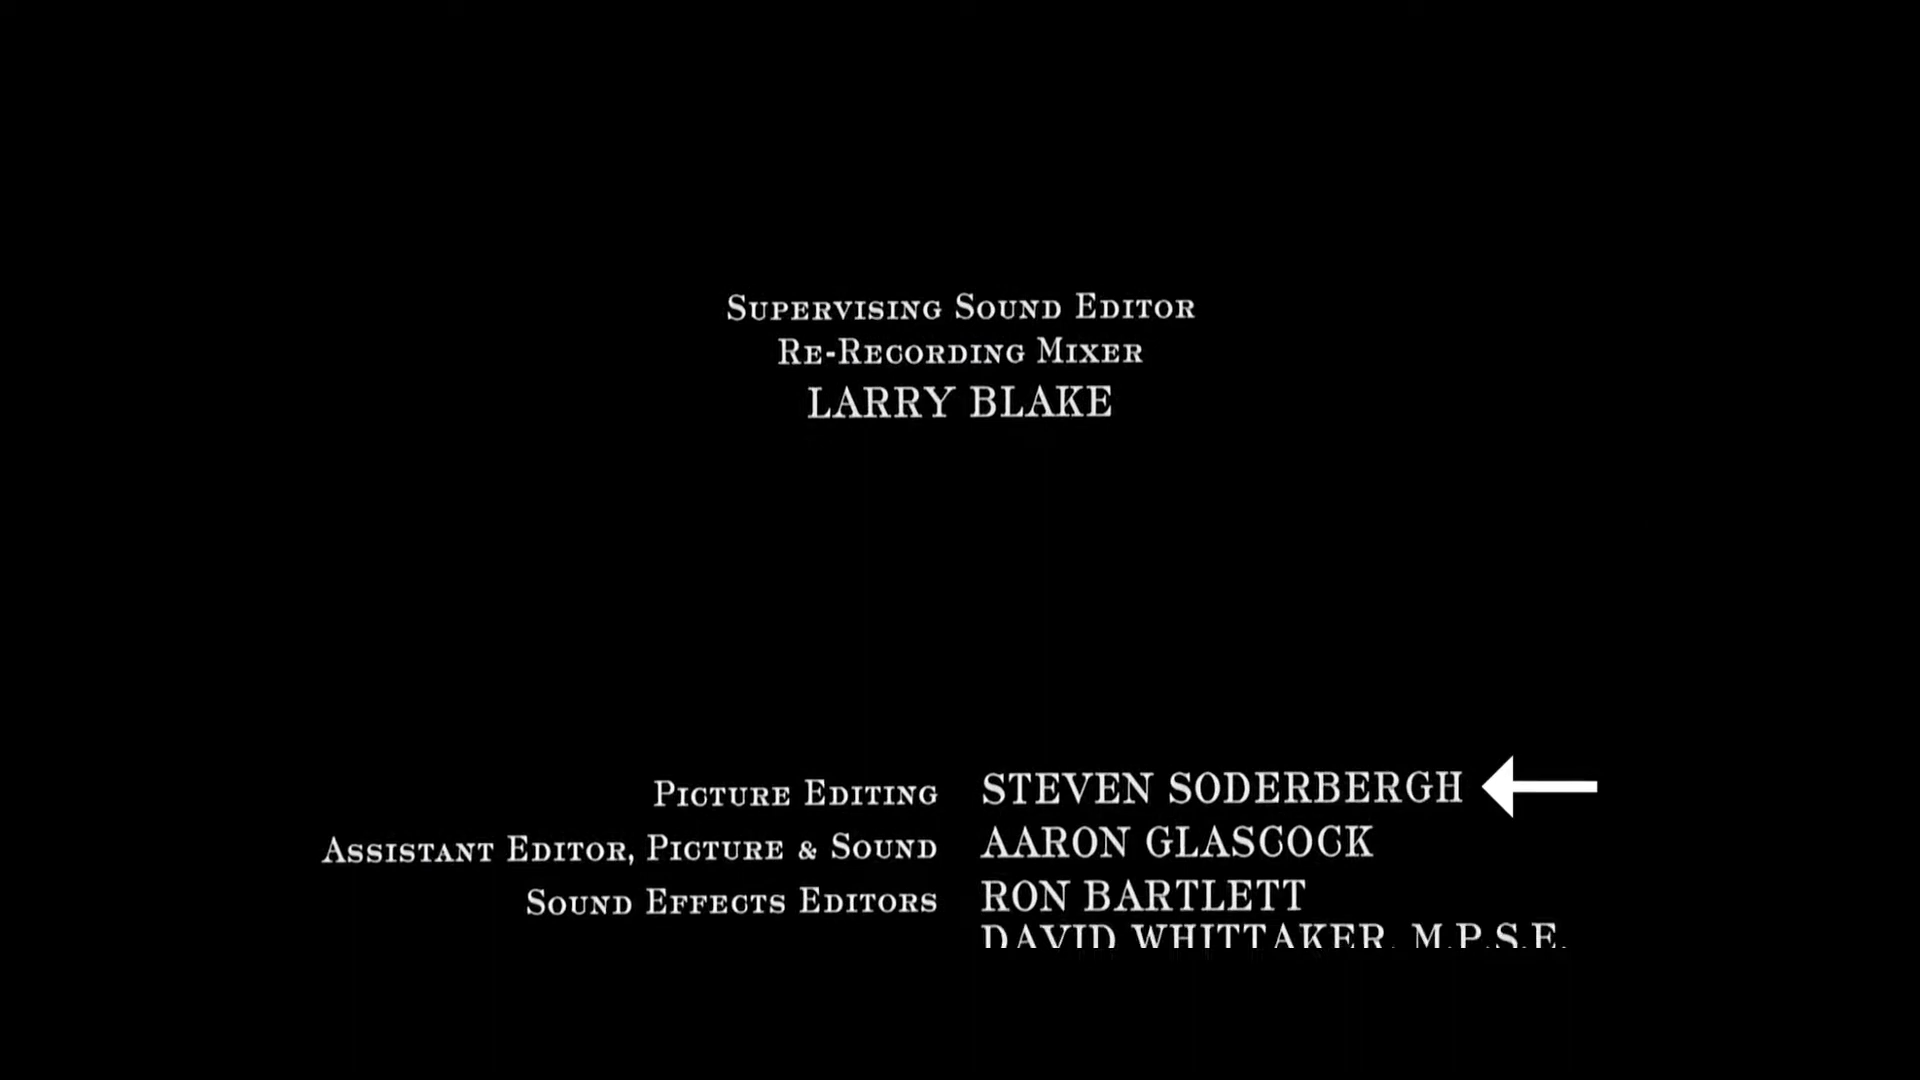 Supervising Sound Editor
Re-Recording Mixer
LARRY BLAKE
Picture Editing STEVEN SODERBERGH
Assistant Editor, Picture & Sound AARON GLASCOCK
Sound Effects Editors RON BARTLETT
DAVID WHITTAKER, M.P.S.E.